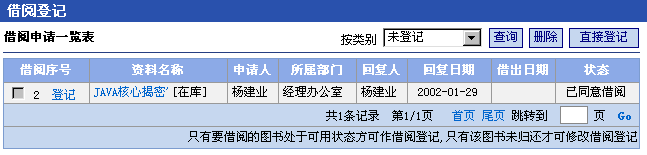 借阅登记
借阅申请一览表 按类别 未登记 查询 删除 直接登记
借阅序号 资料名称 申请人 所属部门 回复人 回复日期 借出日期 状态
2 登记 JAVA核心揭密' [在库] 杨建业 经理办公室 杨建业 2002-01-29 已同意借阅
共1条记录 第1/1页 首页 尾页 跳转到 页 Go
只有要借阅的图书处于可用状态方可作借阅登记,只有该图书未归还才可修改借阅登记